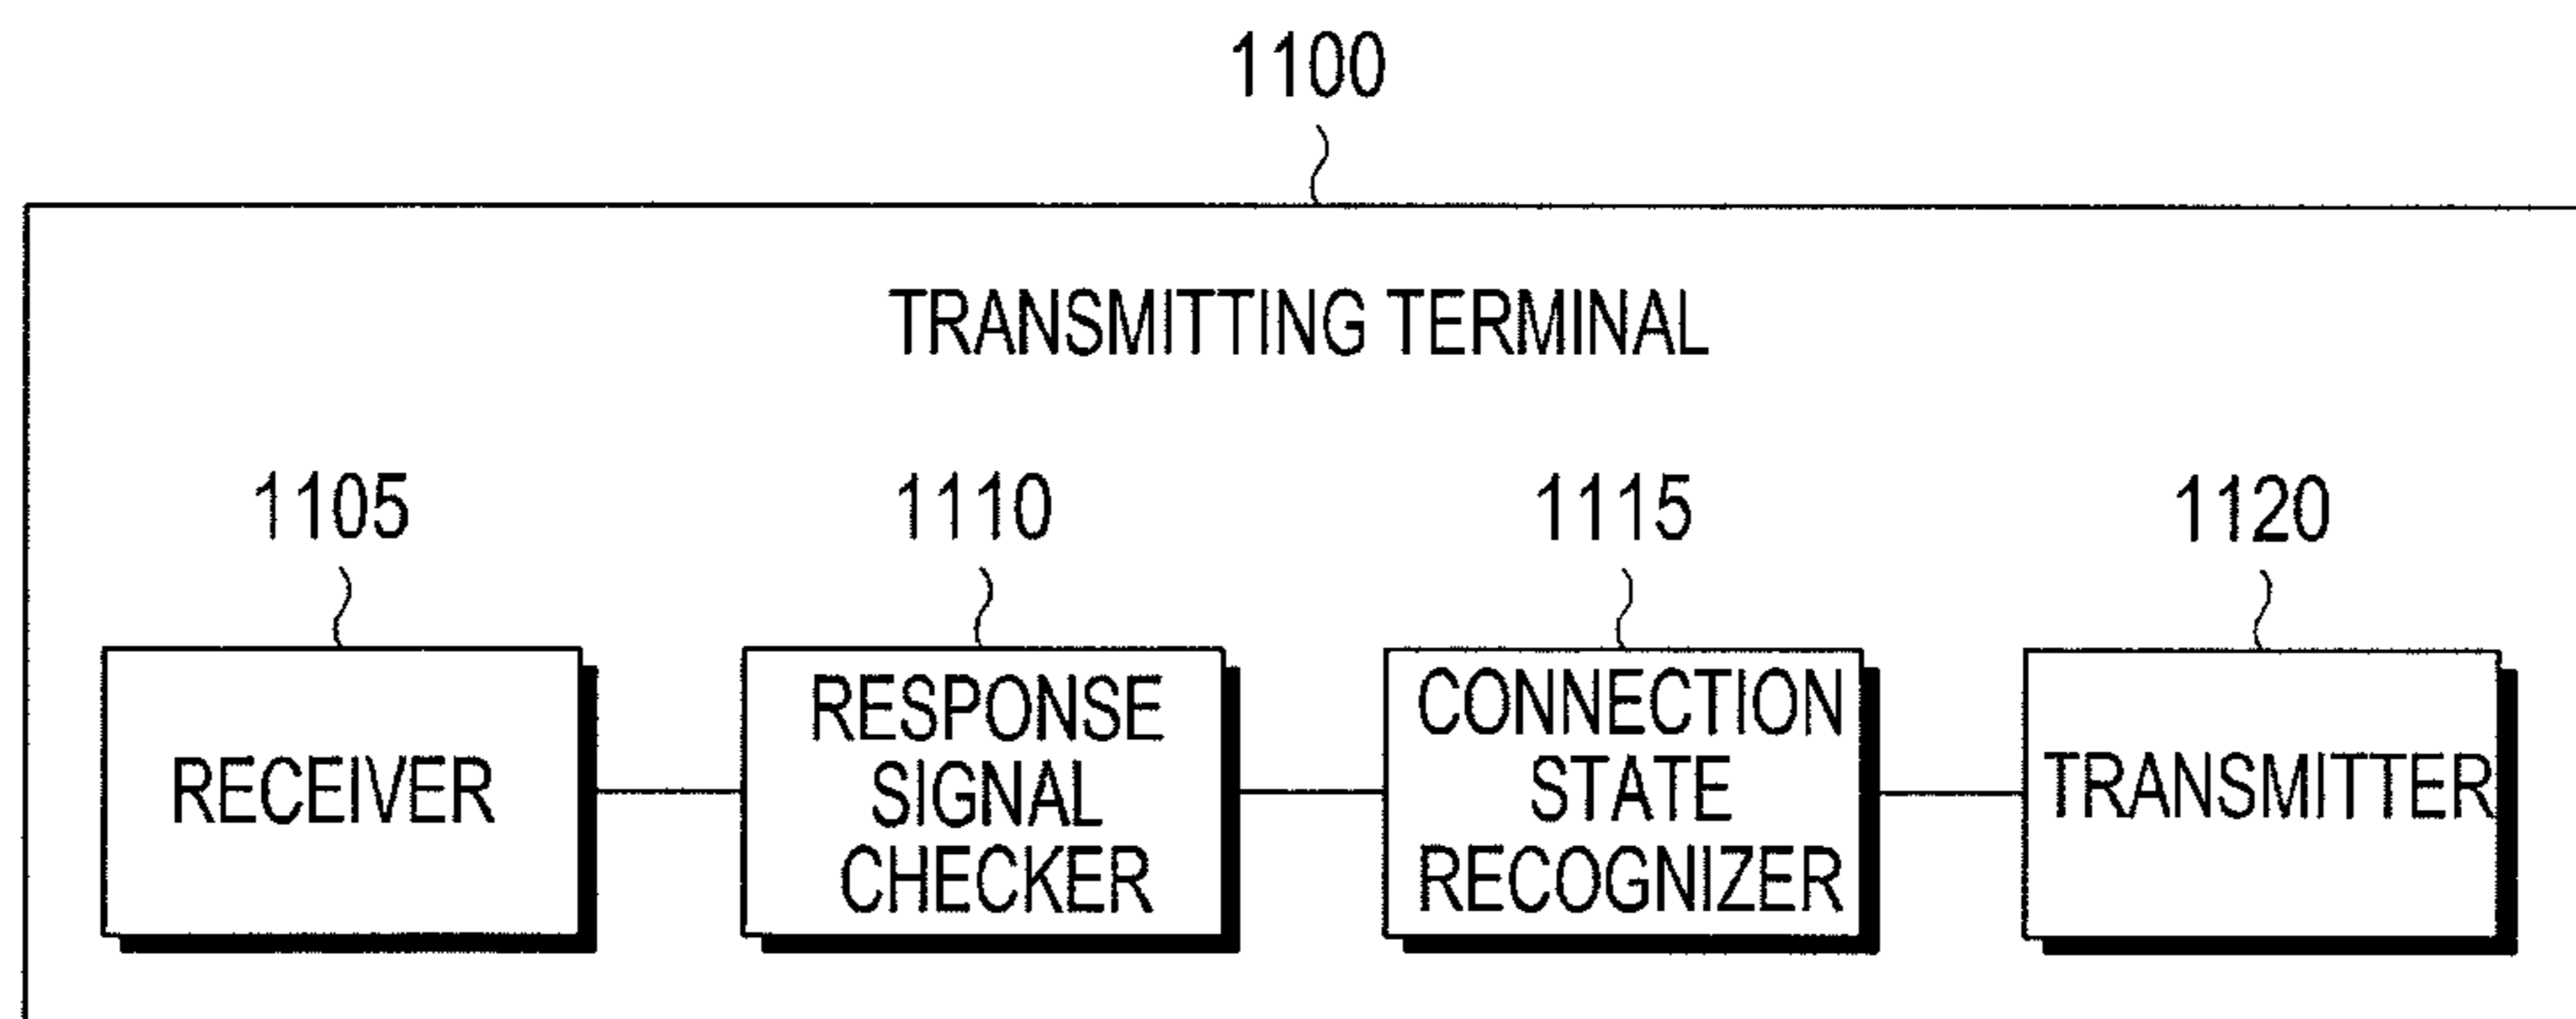 1100
TRANSMITTING TERMINAL
1105
1110
1115
1120
RECEIVER
RESPONSE
SIGNAL
CHECKER
CONNECTION
STATE
RECOGNIZER
TRANSMITTER